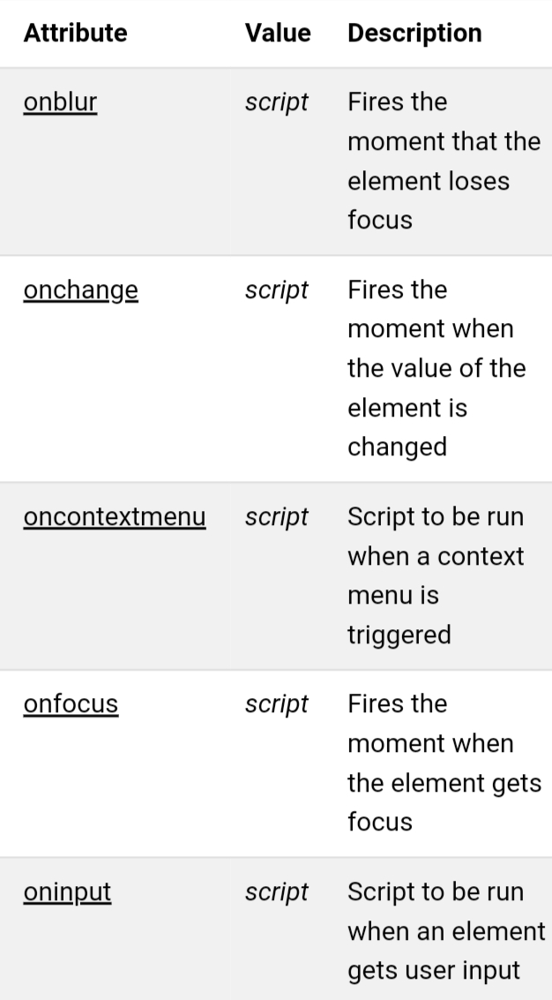 Attribute Value Description
onblur script Fires the
moment that the
element loses
focus
onchange script Fires the
moment when
the value of the
element is
changed
oncontextmenu script Script to be run
when a context
menu is
triggered
onfocus script Fires the
moment when
the element gets
focus
oninput script Script to be run
when an element
gets user input